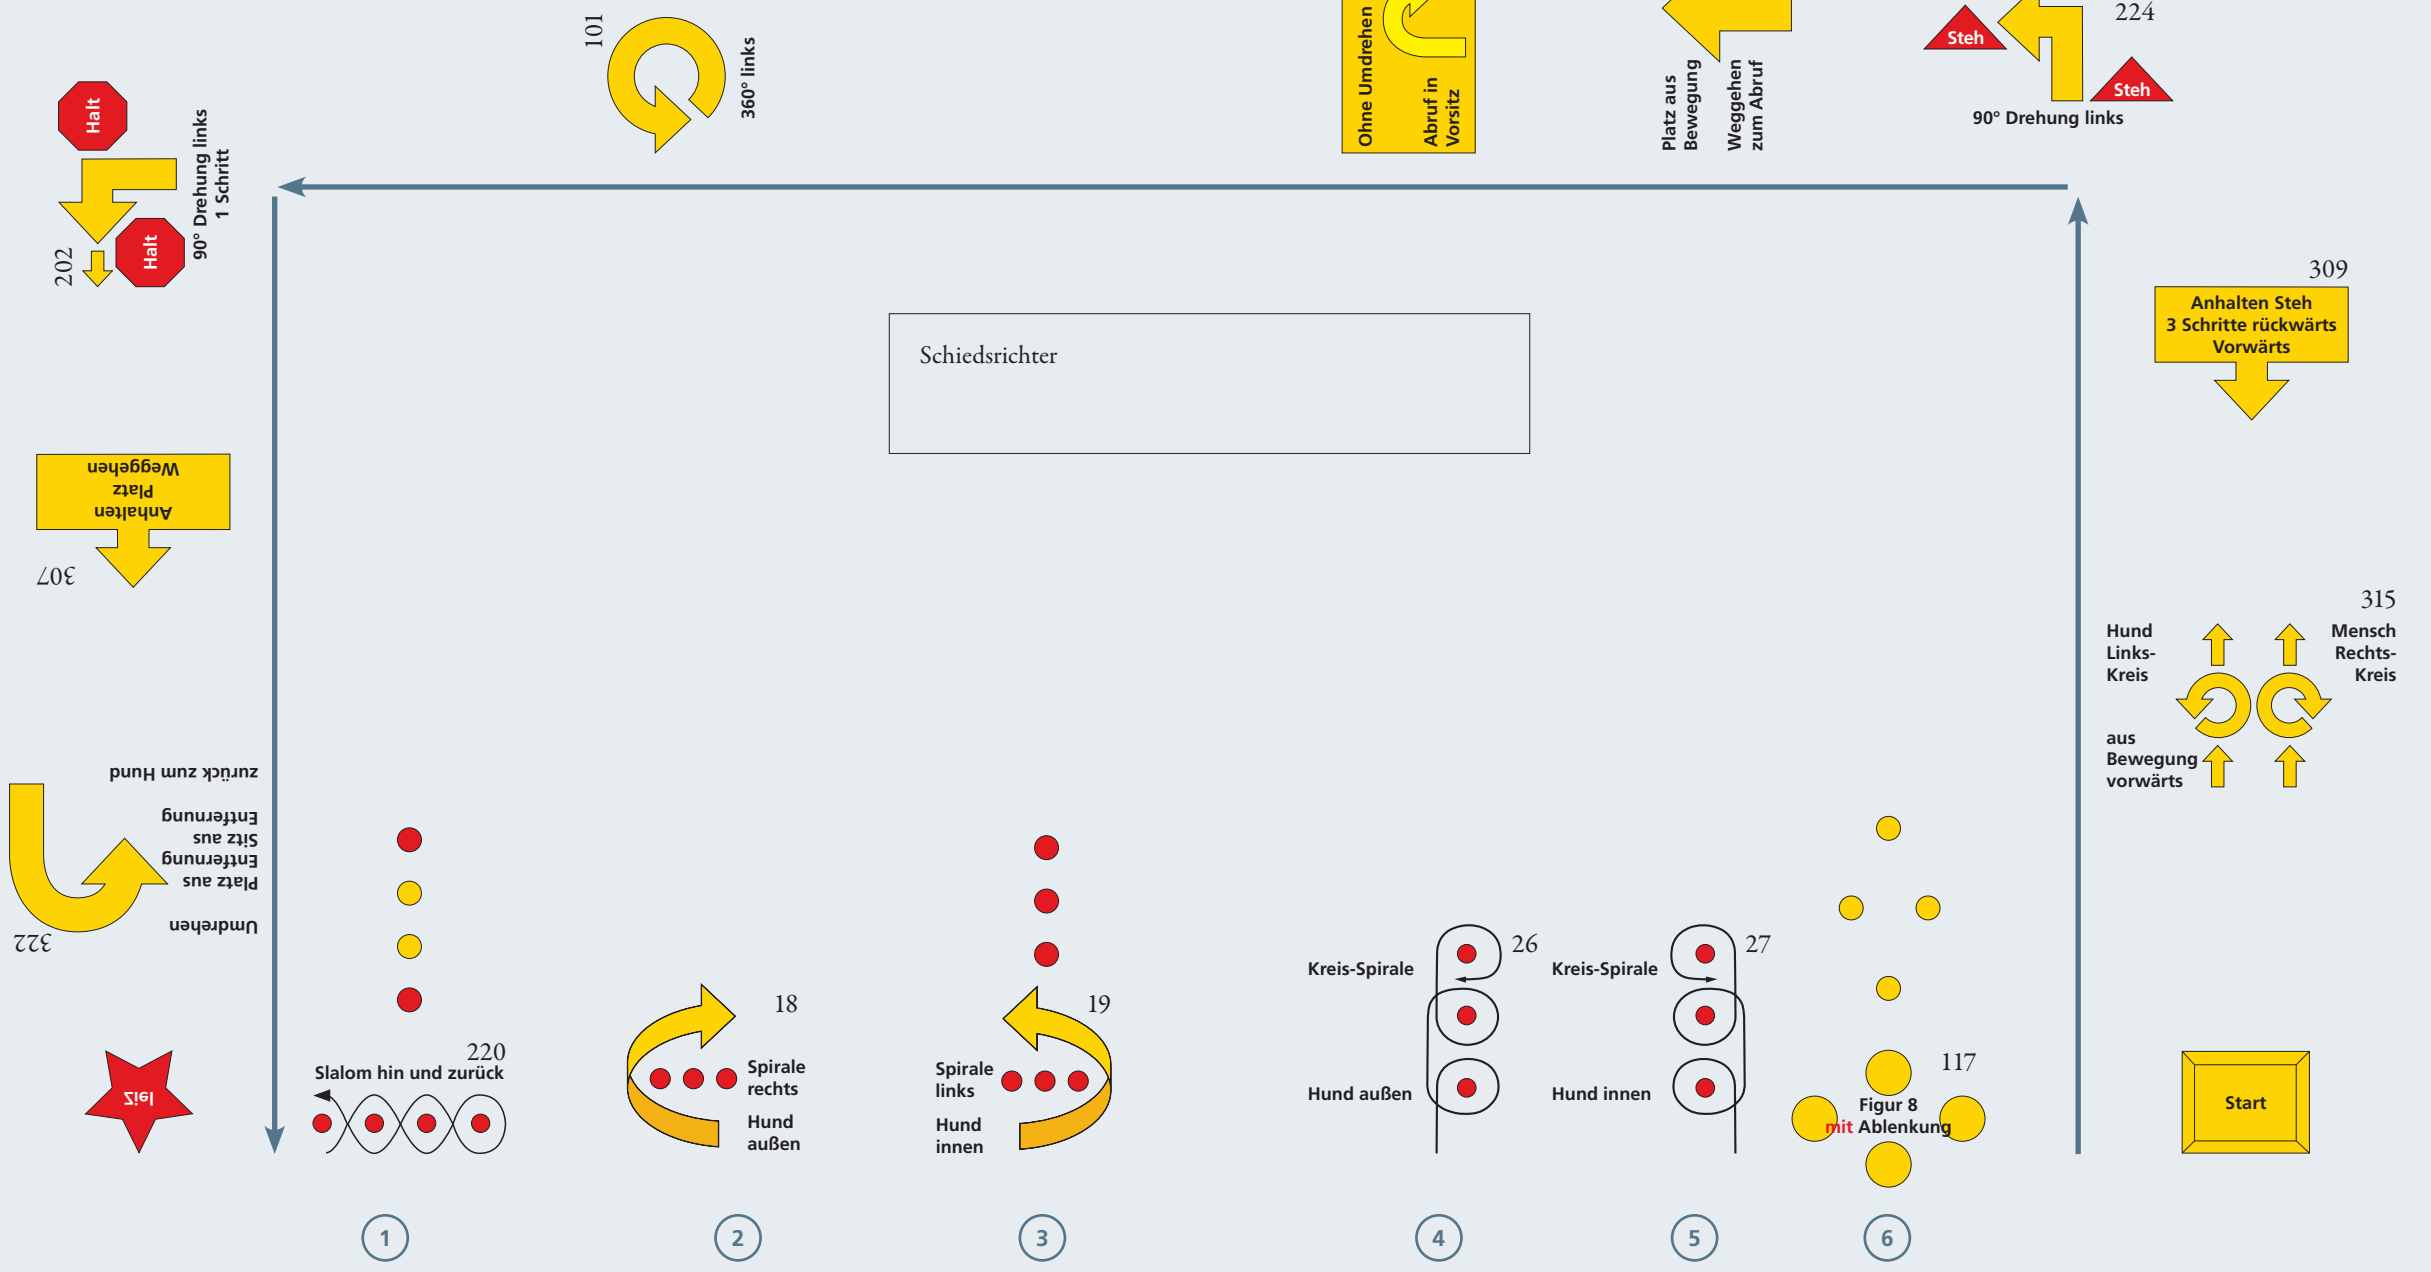 101
360° links
Ohne Umdrehen
Abruf in
Vorsitz
Platz aus
Bewegung
Weggehen
zum Abruf
224
Steh
Steh
90° Drehung links
Halt
90° Drehung links
1 Schritt
Halt
202
309
Anhalten Steh
3 Schritte rückwärts
Vorwärts
Schiedsrichter
Anhalten
Platz
Weggehen
307
315
Hund
Links-
Kreis
Mensch
Rechts-
Kreis
aus
Bewegung
vorwärts
Umdrehen
Platz aus
Entfernung
Sitz aus
Entfernung
zurück zum Hund
322
Ziel
220
Slalom hin und zurück
18
Spirale
rechts
Hund
außen
19
Spirale
links
Hund
innen
26
Kreis-Spirale
Hund außen
27
Kreis-Spirale
Hund innen
117
Figur 8
mit Ablenkung
Start
1
2
3
4
5
6